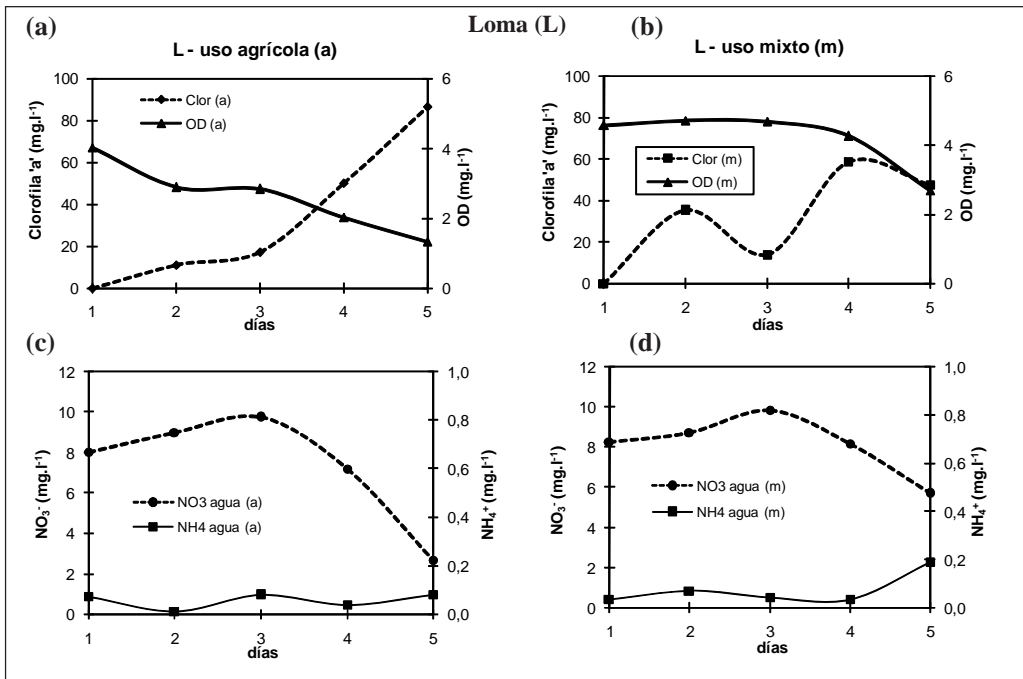 Loma (L)
(a)
L - uso agrícola (a)
Clorofila 'a' (mg.l⁻¹)
100
80
60
40
20
0
Clor (a)
OD (a)
6
4
2
0
OD (mg.l⁻¹)
1 2 3 4 5
días
(b)
L - uso mixto (m)
Clorofila 'a' (mg.l⁻¹)
100
80
60
40
20
0
Clor (m)
OD (m)
6
4
2
0
OD (mg.l⁻¹)
1 2 3 4 5
días
(c)
NO₃⁻ (mg.l⁻¹)
12
10
8
6
4
2
0
NO3 agua (a)
NH4 agua (a)
1,0
0,8
0,6
0,4
0,2
0,0
NH₄⁺ (mg.l⁻¹)
1 2 3 4 5
días
(d)
NO₃⁻ (mg.l⁻¹)
12
10
8
6
4
2
0
NO3 agua (m)
NH4 agua (m)
1,0
0,8
0,6
0,4
0,2
0,0
NH₄⁺ (mg.l⁻¹)
1 2 3 4 5
días